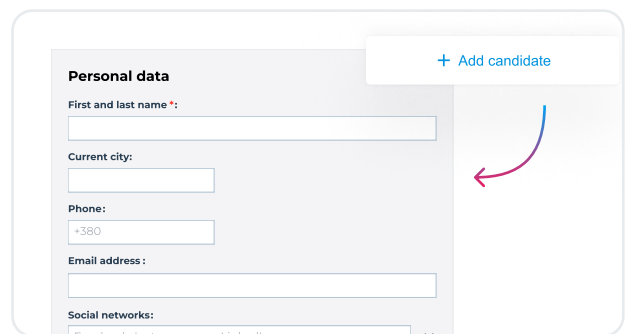 + Add candidate
Personal data
First and last name *:
Current city:
Phone:
+380
Email address :
Social networks: